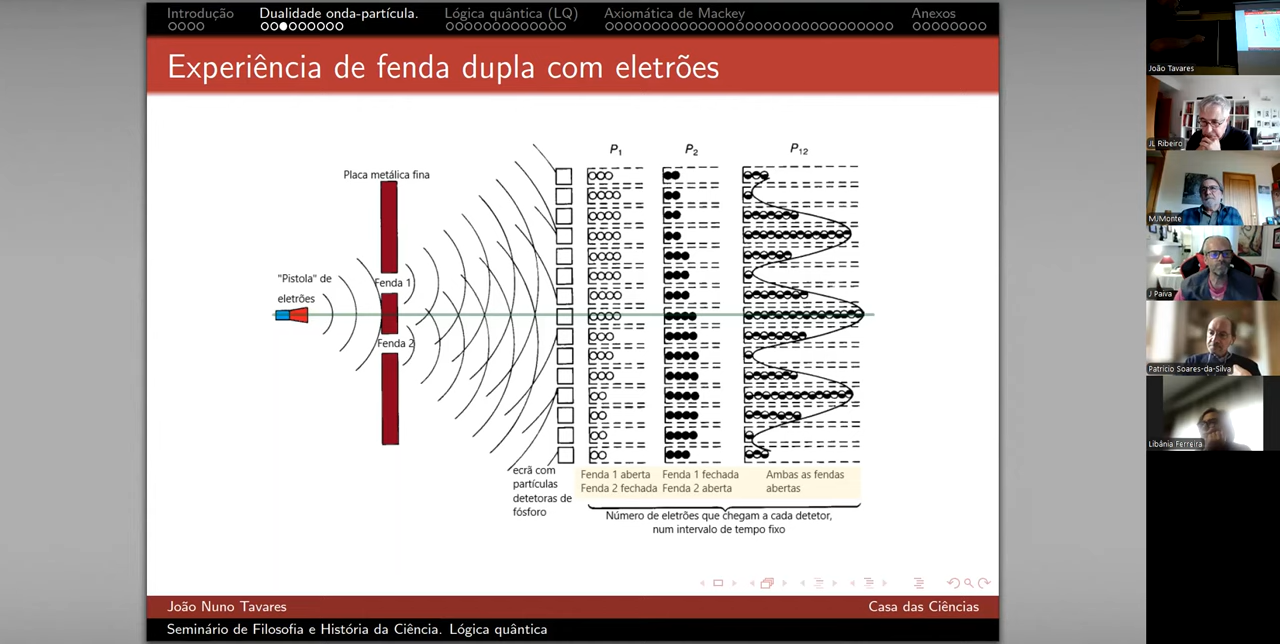 Introdução Dualidade onda-partícula. Lógica quântica (LQ) Axiomática de Mackey Anexos
Experiência de fenda dupla com eletrões
P1 P2 P12
Placa metálica fina
"Pistola" de
eletrões
Fenda 1
Fenda 2
ecrã com
partículas
detetoras de
fósforo
Fenda 1 aberta
Fenda 2 fechada
Fenda 1 fechada
Fenda 2 aberta
Ambas as fendas
abertas
Número de eletrões que chegam a cada detetor,
num intervalo de tempo fixo
João Nuno Tavares Casa das Ciências
Seminário de Filosofia e História da Ciência. Lógica quântica
João Tavares
JL Ribeiro
MJMonte
J Paiva
Patrício Soares-da-Silva
Libânia Ferreira